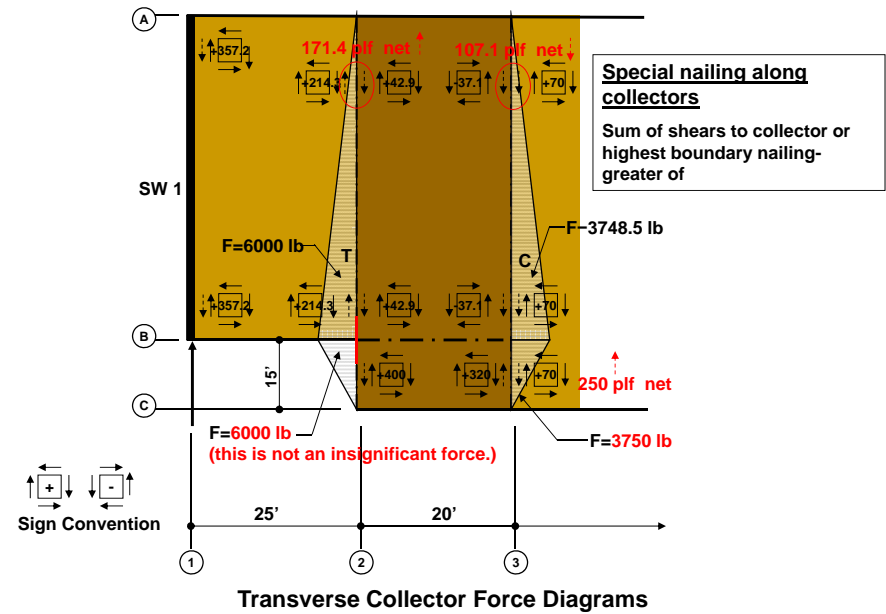 A
+357.2
171.4 plf net
107.1 plf net
+214.3
+42.9
-37.1
+70
Special nailing along
collectors
Sum of shears to collector or
highest boundary nailing-
greater of
SW 1
F=6000 lb
T
C
F=3748.5 lb
+357.2
+214.3
+42.9
-37.1
+70
B
15'
+400
+320
+70
250 plf net
C
F=6000 lb
(this is not an insignificant force.)
F=3750 lb
+
-
Sign Convention
25'
20'
1
2
3
Transverse Collector Force Diagrams